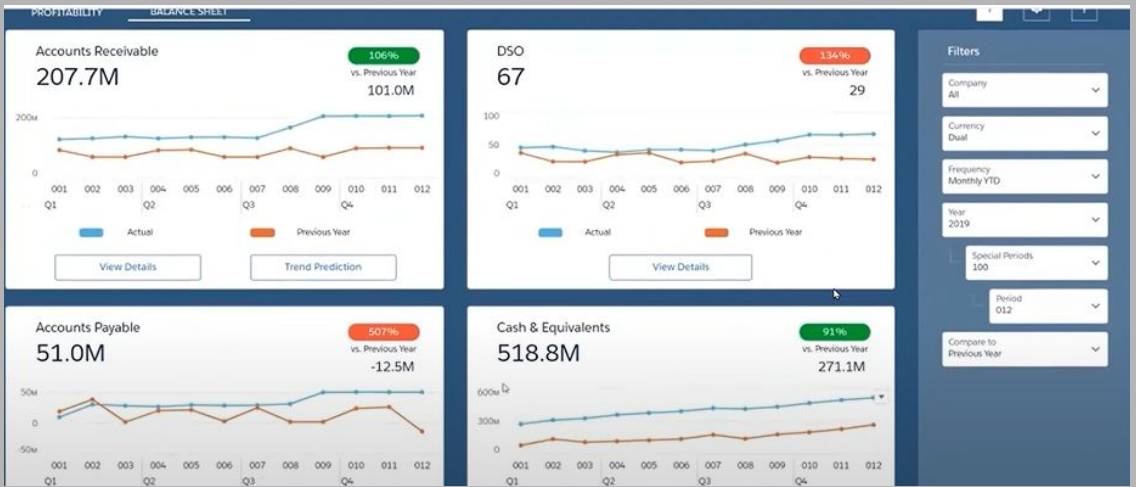 PROFITABILITY
BALANCE SHEET
Accounts Receivable
207.7M
106%
vs. Previous Year
101.0M
200M
0
001 002 003 004 005 006 007 008 009 010 011 012
Q1 Q2 Q3 Q4
Actual Previous Year
View Details Trend Prediction
DSO
67
134%
vs. Previous Year
29
100
50
0
001 002 003 004 005 006 007 008 009 010 011 012
Q1 Q2 Q3 Q4
Actual Previous Year
View Details
Accounts Payable
51.0M
507%
vs. Previous Year
-12.5M
50M
0
-50M
001 002 003 004 005 006 007 008 009 010 011 012
Q1 Q2 Q3 Q4
Cash & Equivalents
518.8M
91%
vs. Previous Year
271.1M
600M
300M
0
001 002 003 004 005 006 007 008 009 010 011 012
Q1 Q2 Q3 Q4
Filters
Company
All
Currency
Dual
Frequency
Monthly YTD
Year
2019
Special Periods
100
Period
012
Compare to
Previous Year